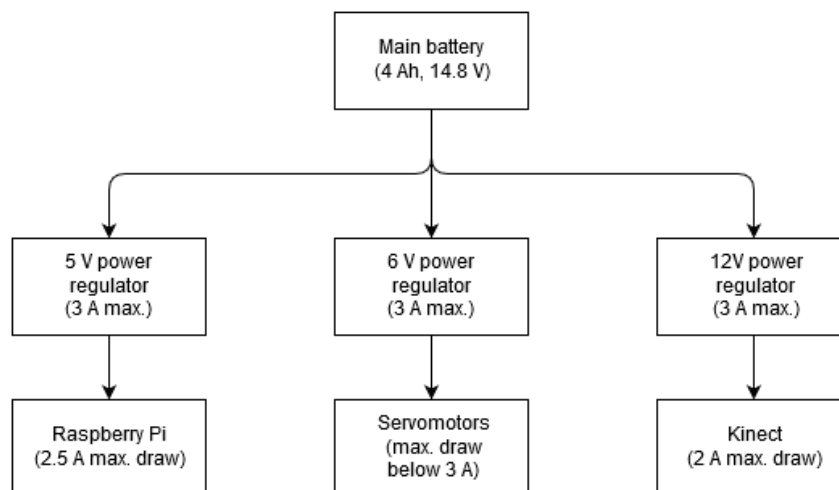 Main battery
(4 Ah, 14.8 V)
5 V power
regulator
(3 A max.)
6 V power
regulator
(3 A max.)
12V power
regulator
(3 A max.)
Raspberry Pi
(2.5 A max. draw)
Servomotors
(max. draw
below 3 A)
Kinect
(2 A max. draw)